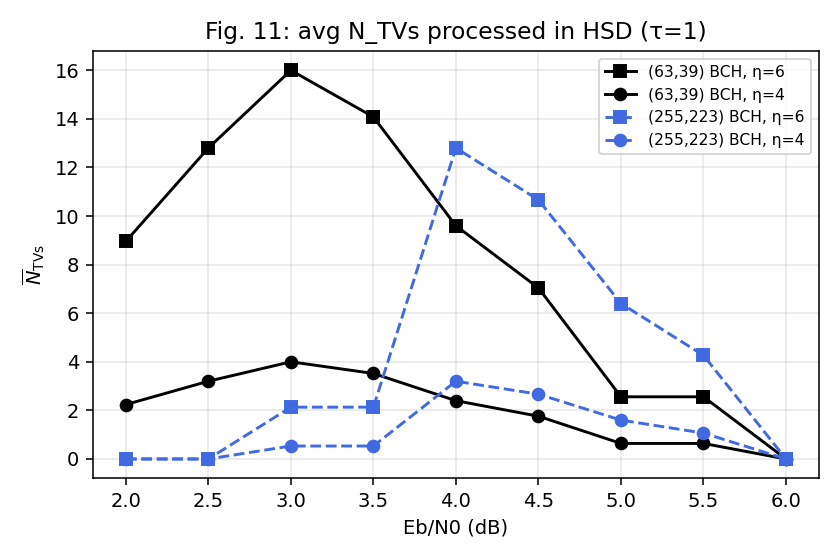 Fig. 11: avg N_TVs processed in HSD (τ=1)
(63,39) BCH, η=6
(63,39) BCH, η=4
(255,223) BCH, η=6
(255,223) BCH, η=4
16
14
12
10
8
6
4
2
0
N̅_TVs
2.0 2.5 3.0 3.5 4.0 4.5 5.0 5.5 6.0
Eb/N0 (dB)